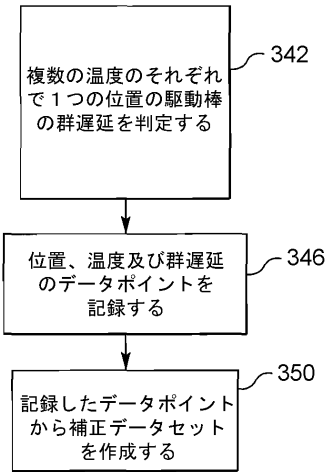 複数の温度のそれぞれ
で１つの位置の駆動棒
の群遅延を判定する
342
位置、温度及び群遅延
のデータポイントを
記録する
346
記録したデータポイント
から補正データセット
を作成する
350